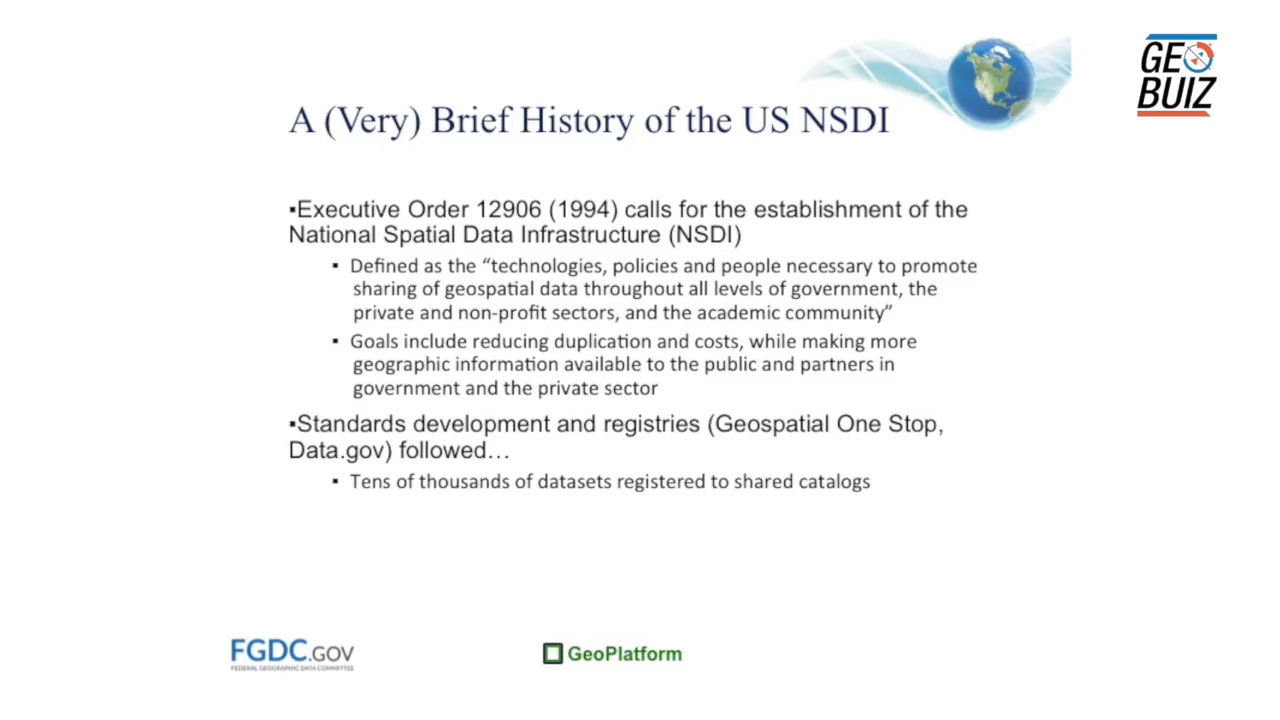 GEO
BUIZ
A (Very) Brief History of the US NSDI
▪Executive Order 12906 (1994) calls for the establishment of the
National Spatial Data Infrastructure (NSDI)
▪ Defined as the “technologies, policies and people necessary to promote
sharing of geospatial data throughout all levels of government, the
private and non-profit sectors, and the academic community”
▪ Goals include reducing duplication and costs, while making more
geographic information available to the public and partners in
government and the private sector
▪Standards development and registries (Geospatial One Stop,
Data.gov) followed…
▪ Tens of thousands of datasets registered to shared catalogs
FGDC.GOV
FEDERAL GEOGRAPHIC DATA COMMITTEE
GeoPlatform